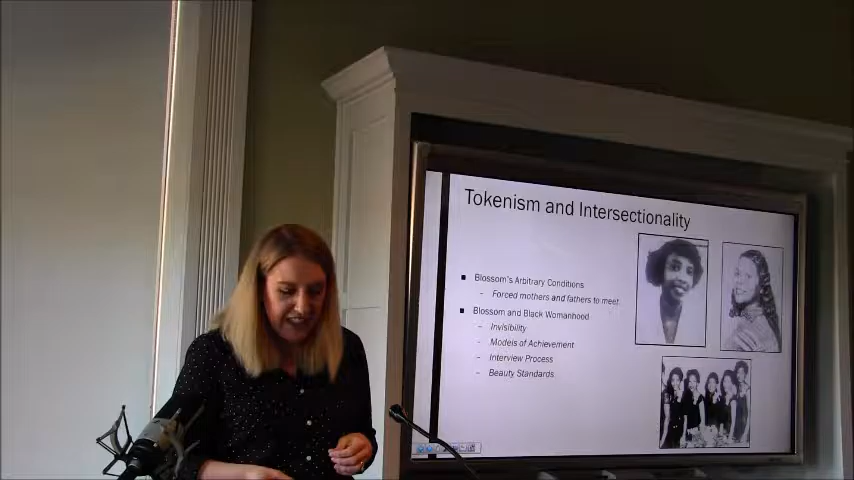 Tokenism and Intersectionality
Blossom's Arbitrary Conditions
- Forced mothers and fathers to meet
Blossom and Black Womanhood
- Invisibility
- Models of Achievement
- Interview Process
- Beauty Standards